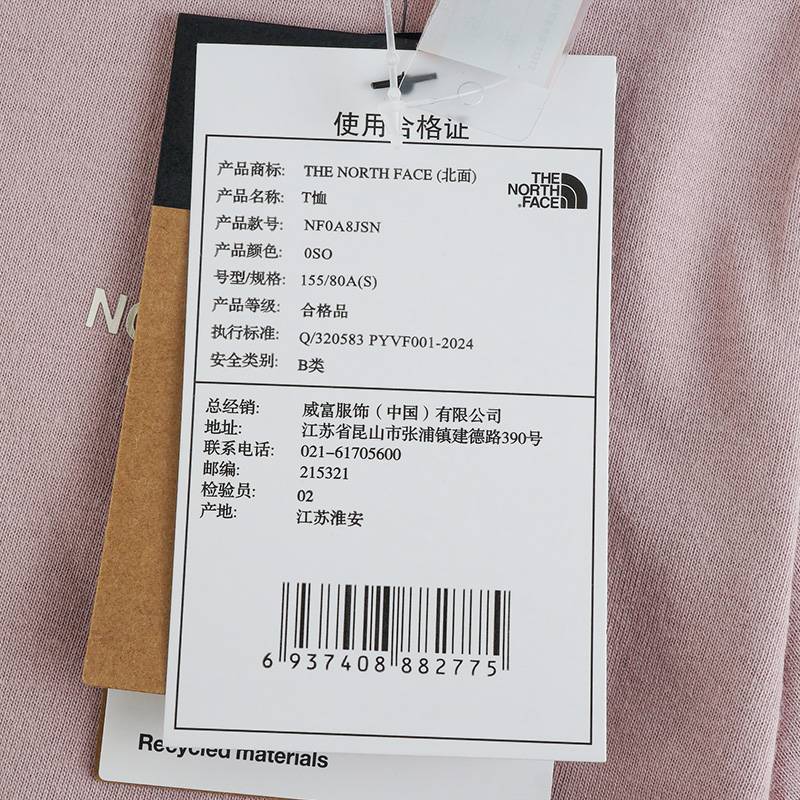 使用合格证
THE
NORTH
FACE
产品商标: THE NORTH FACE (北面)
产品名称: T恤
产品款号: NF0A8JSN
产品颜色: 0SO
号型/规格: 155/80A(S)
产品等级: 合格品
执行标准: Q/320583 PYVF001-2024
安全类别: B类
总经销: 威富服饰（中国）有限公司
地址: 江苏省昆山市张浦镇建德路390号
联系电话: 021-61705600
邮编: 215321
检验员: 02
产地: 江苏淮安
6 937408 882775
Recycled materials